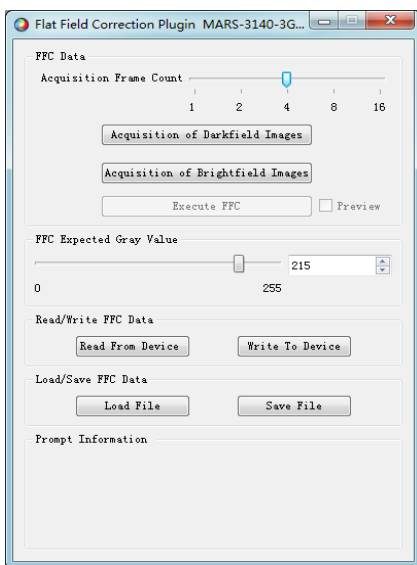 Flat Field Correction Plugin MARS-3140-3G...
FFC Data
Acquisition Frame Count
1 2 4 8 16
Acquisition of Darkfield Images
Acquisition of Brightfield Images
Execute FFC Preview
FFC Expected Gray Value
215
0 255
Read/Write FFC Data
Read From Device Write To Device
Load/Save FFC Data
Load File Save File
Prompt Information